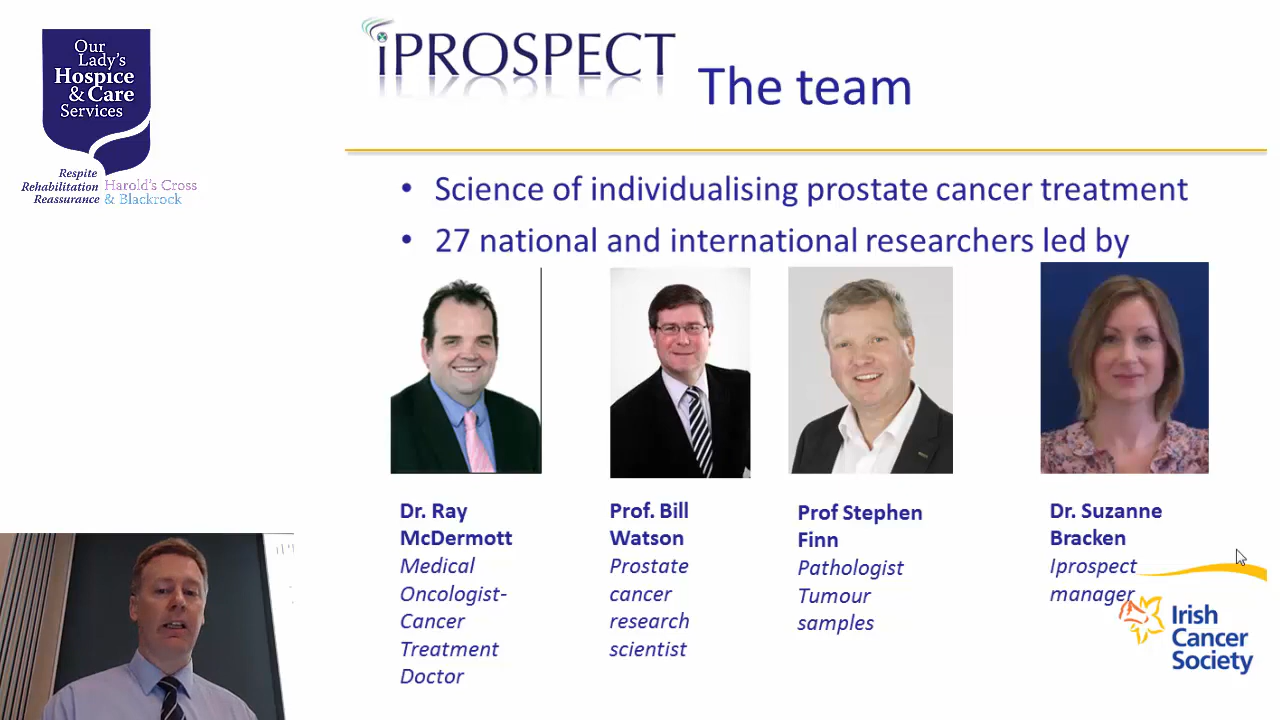 Our
Lady's
Hospice
& Care
Services
Respite
Rehabilitation
Reassurance
Harold's Cross
& Blackrock
iPROSPECT
The team
• Science of individualising prostate cancer treatment
• 27 national and international researchers led by
Dr. Ray
McDermott
Medical
Oncologist-
Cancer
Treatment
Doctor
Prof. Bill
Watson
Prostate
cancer
research
scientist
Prof Stephen
Finn
Pathologist
Tumour
samples
Dr. Suzanne
Bracken
Iprospect
manager
Irish
Cancer
Society